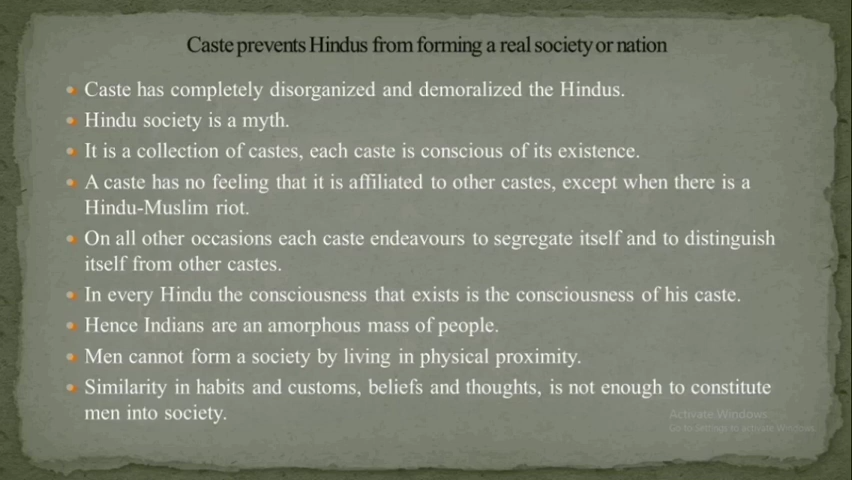 Caste prevents Hindus from forming a real society or nation
Caste has completely disorganized and demoralized the Hindus.
Hindu society is a myth.
It is a collection of castes, each caste is conscious of its existence.
A caste has no feeling that it is affiliated to other castes, except when there is a
Hindu-Muslim riot.
On all other occasions each caste endeavours to segregate itself and to distinguish
itself from other castes.
In every Hindu the consciousness that exists is the consciousness of his caste.
Hence Indians are an amorphous mass of people.
Men cannot form a society by living in physical proximity.
Similarity in habits and customs, beliefs and thoughts, is not enough to constitute
men into society.
Activate Windows
Go to Settings to activate Windows.